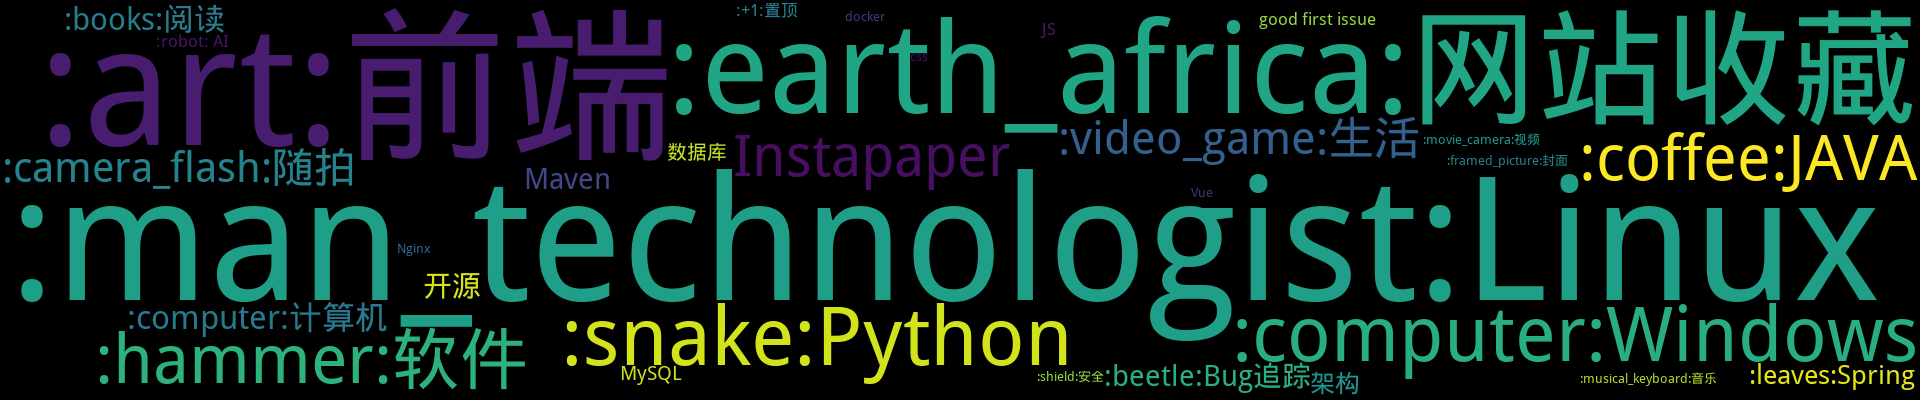 :books:阅读
:robot: AI
:art:前端
:+1:置顶
docker
css
JS
good first issue
:earth_africa:网站收藏
:camera_flash:随拍
Maven
数据库
Instapaper
:video_game:生活
:movie_camera:视频
:framed_picture:封面
:coffee:JAVA
Vue
:man_technologist:Linux
Nginx
开源
:computer:计算机
:hammer:软件
:snake:Python
MySQL
:computer:Windows
:shield:安全
:beetle:Bug追踪
架构
:musical_keyboard:音乐
:leaves:Spring